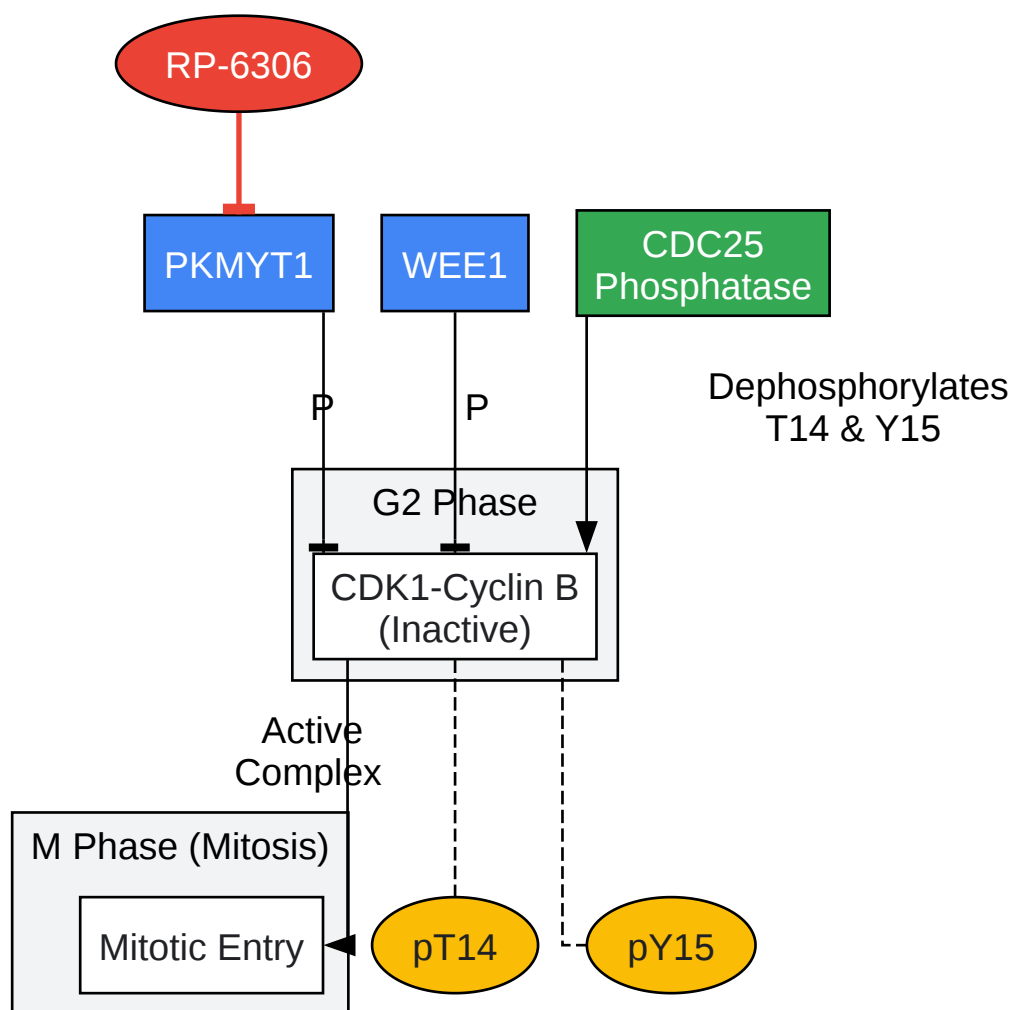 RP-6306
PKMYT1
WEE1
CDC25
Phosphatase
Dephosphorylates
T14 & Y15
P
P
G2 Phase
CDK1-Cyclin B
(Inactive)
Active
Complex
M Phase (Mitosis)
Mitotic Entry
pT14
pY15